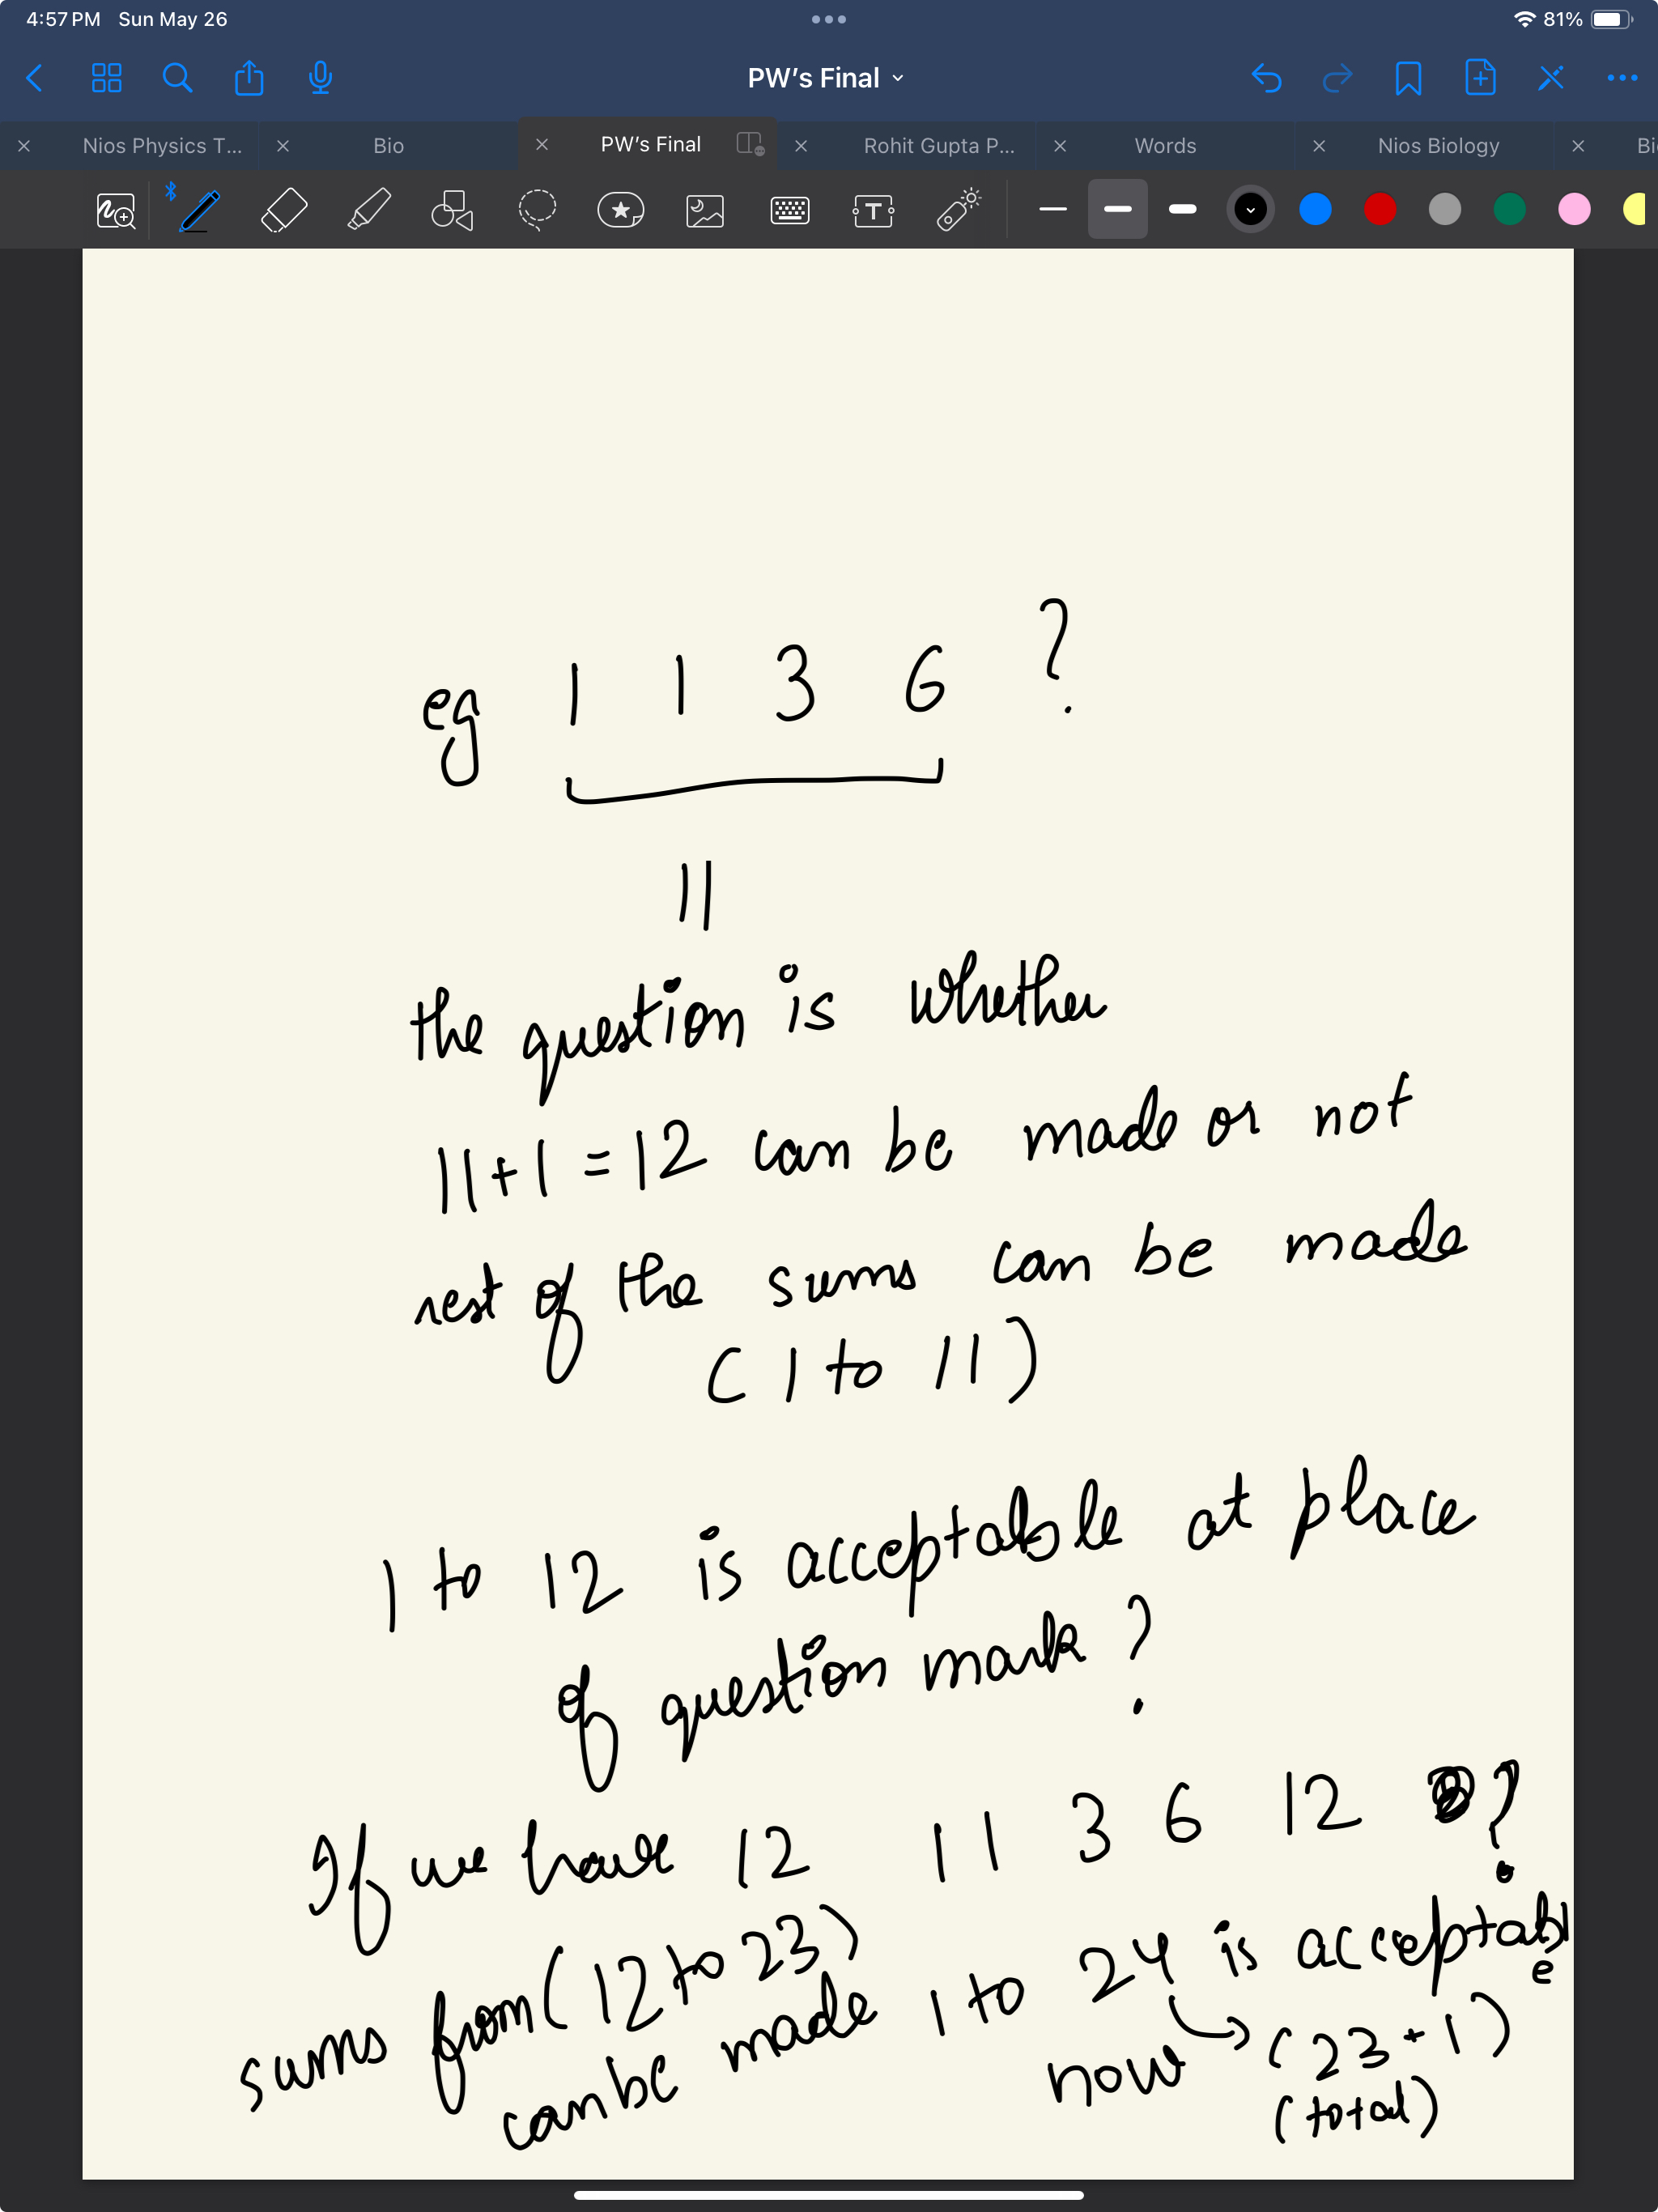 4:57 PM Sun May 26
81%
PW's Final
Nios Physics T...
Bio
PW's Final
Rohit Gupta P...
Words
Nios Biology
Bi
T
eg 1 1 3 6 ?
11
the question is whether
11+1 = 12 can be made or not
rest of the sums can be made
(1 to 11)
1 to 12 is acceptable at place
of question mark ?
If we have 12 1 1 3 6 12 ?
sums from (12 to 23)
can be made 1 to 24 is acceptable
now (23+1)
(total)